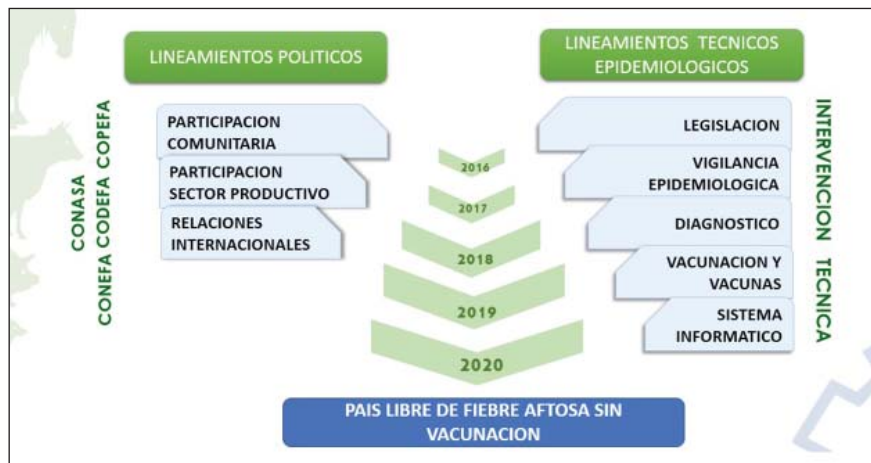 LINEAMIENTOS POLITICOS
PARTICIPACION
COMUNITARIA
PARTICIPACION
SECTOR PRODUCTIVO
RELACIONES
INTERNACIONALES
CONASA
CONEFA CODEFA COPEFA
2016
2017
2018
2019
2020
LINEAMIENTOS TECNICOS
EPIDEMIOLOGICOS
LEGISLACION
VIGILANCIA
EPIDEMIOLOGICA
DIAGNOSTICO
VACUNACION Y
VACUNAS
SISTEMA
INFORMATICO
INTERVENCION TECNICA
PAIS LIBRE DE FIEBRE AFTOSA SIN
VACUNACION